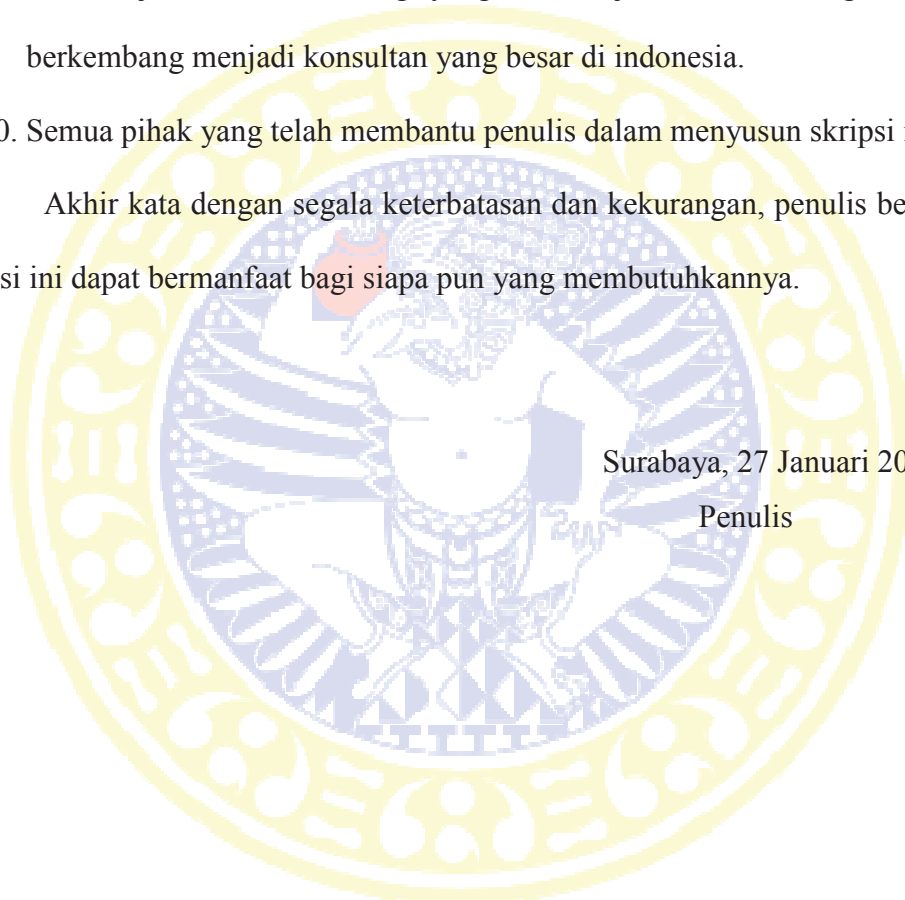 berkembang menjadi konsultan yang besar di indonesia.
0. Semua pihak yang telah membantu penulis dalam menyusun skripsi
Akhir kata dengan segala keterbatasan dan kekurangan, penulis be
si ini dapat bermanfaat bagi siapa pun yang membutuhkannya.
Surabaya, 27 Januari 20
Penulis